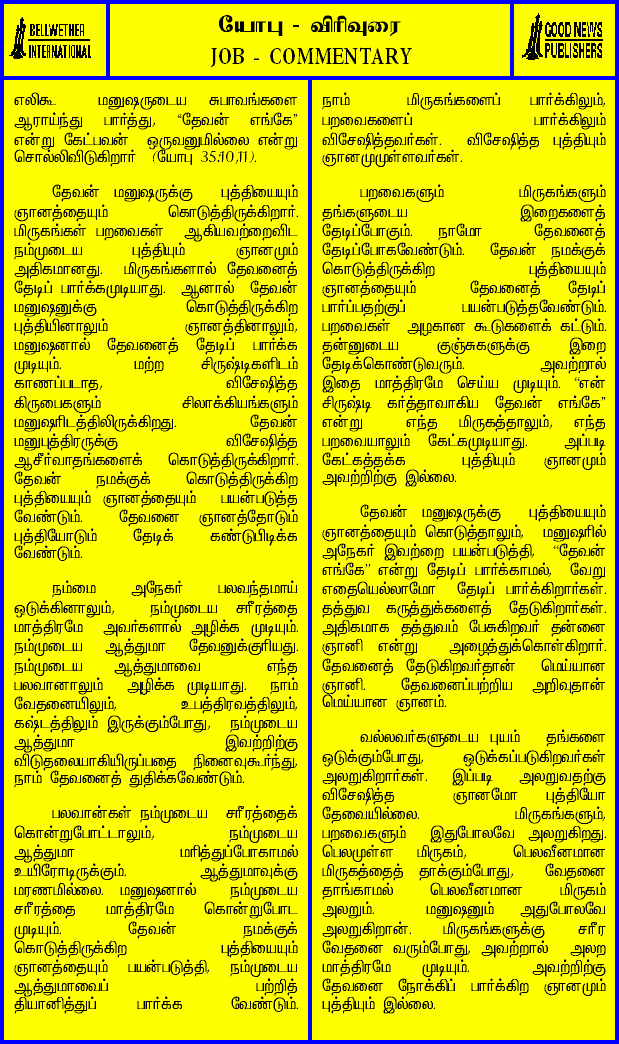 BELLWETHER
INTERNATIONAL
யோபு - விரிவுரை
JOB - COMMENTARY
GOOD NEWS
PUBLISHERS
எலிகூ மனுஷருடைய சுபாவங்களை
ஆராய்ந்து பார்த்து, “தேவன் எங்கே”
என்று கேட்பவன் ஒருவனுமில்லை என்று
சொல்லிவிடுகிறார் (யோபு 35:10,11).
தேவன் மனுஷருக்கு புத்தியையும்
ஞானத்தையும் கொடுத்திருக்கிறார்.
மிருகங்கள் பறவைகள் ஆகியவற்றைவிட
நம்முடைய புத்தியும் ஞானமும்
அதிகமானது. மிருகங்களால் தேவனைத்
தேடிப் பார்க்கமுடியாது. ஆனால் தேவன்
மனுஷனுக்கு கொடுத்திருக்கிற
புத்தியினாலும் ஞானத்தினாலும்,
மனுஷனால் தேவனைத் தேடிப் பார்க்க
முடியும். மற்ற சிருஷ்டிகளிடம்
காணப்படாத, விசேஷித்த
கிருபைகளும் சிலாக்கியங்களும்
மனுஷரிடத்திலிருக்கிறது. தேவன்
மனுபுத்திரருக்கு விசேஷித்த
ஆசீர்வாதங்களைக் கொடுத்திருக்கிறார்.
தேவன் நமக்குக் கொடுத்திருக்கிற
புத்தியையும் ஞானத்தையும் பயன்படுத்த
வேண்டும். தேவனை ஞானத்தோடும்
புத்தியோடும் தேடிக் கண்டுபிடிக்க
வேண்டும்.
நம்மை அநேகர் பலவந்தமாய்
ஒடுக்கினாலும், நம்முடைய சரீரத்தை
மாத்திரமே அவர்களால் அழிக்க முடியும்.
நம்முடைய ஆத்துமா தேவனுக்குரியது.
நம்முடைய ஆத்துமாவை எந்த
பலவானாலும் அழிக்க முடியாது. நாம்
வேதனையிலும், உபத்திரவத்திலும்,
கஷ்டத்திலும் இருக்கும்போது, நம்முடைய
ஆத்துமா இவற்றிற்கு
விடுதலையாகியிருப்பதை நினைவுகூர்ந்து,
நாம் தேவனைத் துதிக்கவேண்டும்.
பலவான்கள் நம்முடைய சரீரத்தைக்
கொன்றுபோட்டாலும், நம்முடைய
ஆத்துமா மரித்துப்போகாமல்
உயிரோடிருக்கும். ஆத்துமாவுக்கு
மரணமில்லை. மனுஷனால் நம்முடைய
சரீரத்தை மாத்திரமே கொன்றுபோட
முடியும். தேவன் நமக்குக்
கொடுத்திருக்கிற புத்தியையும்
ஞானத்தையும் பயன்படுத்தி, நம்முடைய
ஆத்துமாவைப் பற்றித்
தியானித்துப் பார்க்க வேண்டும்.
நாம் மிருகங்களைப் பார்க்கிலும்,
பறவைகளைப் பார்க்கிலும்
விசேஷித்தவர்கள். விசேஷித்த புத்தியும்
ஞானமுமுள்ளவர்கள்.
பறவைகளும் மிருகங்களும்
தங்களுடைய இறைகளைத்
தேடிப்போகும். நாமோ தேவனைத்
தேடிப்போகவேண்டும். தேவன் நமக்குக்
கொடுத்திருக்கிற புத்தியையும்
ஞானத்தையும் தேவனைத் தேடிப்
பார்ப்பதற்குப் பயன்படுத்தவேண்டும்.
பறவைகள் அழகான கூடுகளைக் கட்டும்.
தன்னுடைய குஞ்சுகளுக்கு இறை
தேடிக்கொண்டுவரும். அவற்றால்
இதை மாத்திரமே செய்ய முடியும். “என்
சிருஷ்டி கர்த்தாவாகிய தேவன் எங்கே”
என்று எந்த மிருகத்தாலும், எந்த
பறவையாலும் கேட்கமுடியாது. அப்படி
கேட்கத்தக்க புத்தியும் ஞானமும்
அவற்றிற்கு இல்லை.
தேவன் மனுஷருக்கு புத்தியையும்
ஞானத்தையும் கொடுத்தாலும், மனுஷரில்
அநேகர் இவற்றை பயன்படுத்தி, “தேவன்
எங்கே” என்று தேடிப் பார்க்காமல், வேறு
எதையெல்லாமோ தேடிப் பார்க்கிறார்கள்.
தத்துவ கருத்துக்களைத் தேடுகிறார்கள்.
அதிகமாக தத்துவம் பேசுகிறவர் தன்னை
ஞானி என்று அழைத்துக்கொள்கிறார்.
தேவனைத் தேடுகிறவர்தான் மெய்யான
ஞானி. தேவனைப்பற்றிய அறிவுதான்
மெய்யான ஞானம்.
வல்லவர்களுடைய புயம் தங்களை
ஒடுக்கும்போது, ஒடுக்கப்படுகிறவர்கள்
அலறுகிறார்கள். இப்படி அலறுவதற்கு
விசேஷித்த ஞானமோ புத்தியோ
தேவையில்லை. மிருகங்களும்,
பறவைகளும் இதுபோலவே அலறுகிறது.
பெலமுள்ள மிருகம், பெலவீனமான
மிருகத்தைத் தாக்கும்போது, வேதனை
தாங்காமல் பெலவீனமான மிருகம்
அலறும். மனுஷனும் அதுபோலவே
அலறுகிறான். மிருகங்களுக்கு சரீர
வேதனை வரும்போது, அவற்றால் அலற
மாத்திரமே முடியும். அவற்றிற்கு
தேவனை நோக்கிப் பார்க்கிற ஞானமும்
புத்தியும் இல்லை.